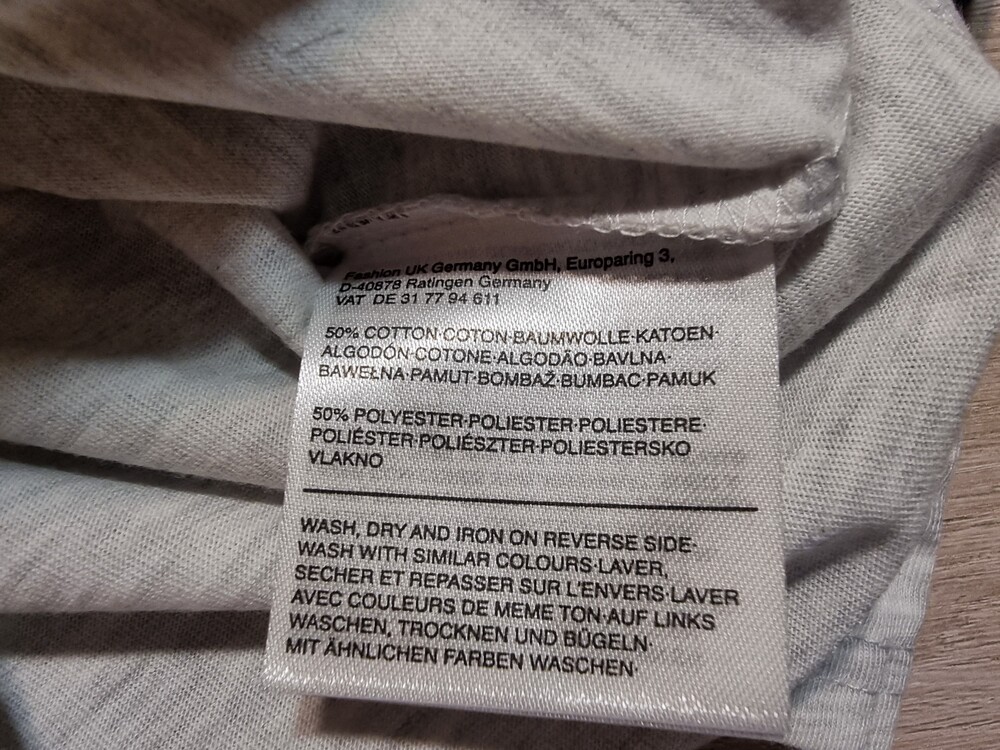 Fashion UK Germany GmbH, Europaring 3,
D-40878 Ratingen Germany
VAT DE 31 77 94 611
50% COTTON·COTON·BAUMWOLLE·KATOEN·
ALGODÓN·COTONE·ALGODÃO·BAVLNA·
BAWEŁNA·PAMUT·BOMBAŽ·BUMBAC·PAMUK
50% POLYESTER·POLIESTER·POLIESTERE·
POLIÉSTER·POLIÉSZTER·POLIESTERSKO
VLAKNO
WASH, DRY AND IRON ON REVERSE SIDE·
WASH WITH SIMILAR COLOURS·LAVER,
SECHER ET REPASSER SUR L'ENVERS·LAVER
AVEC COULEURS DE MEME TON·AUF LINKS
WASCHEN, TROCKNEN UND BÜGELN·
MIT ÄHNLICHEN FARBEN WASCHEN·